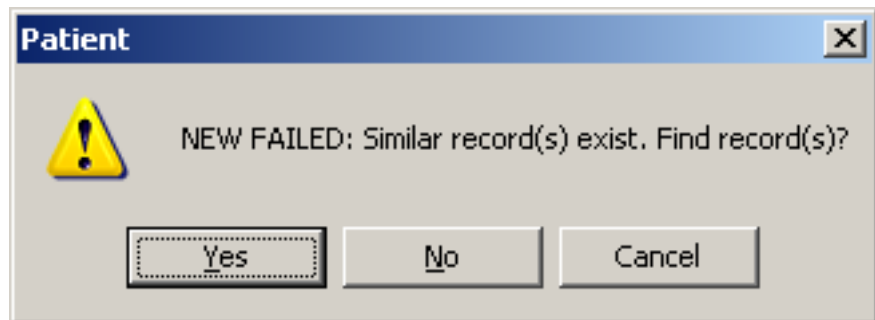 Patient
NEW FAILED: Similar record(s) exist. Find record(s)?
Yes No Cancel